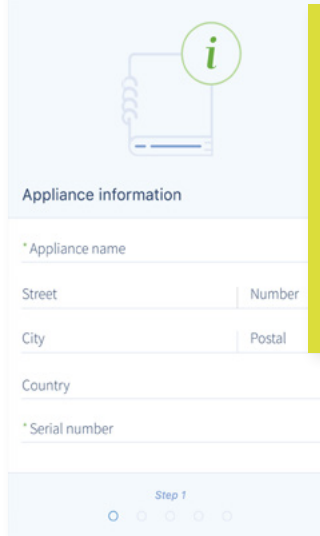 i
Appliance information
* Appliance name
Street Number
City Postal
Country
* Serial number
Step 1